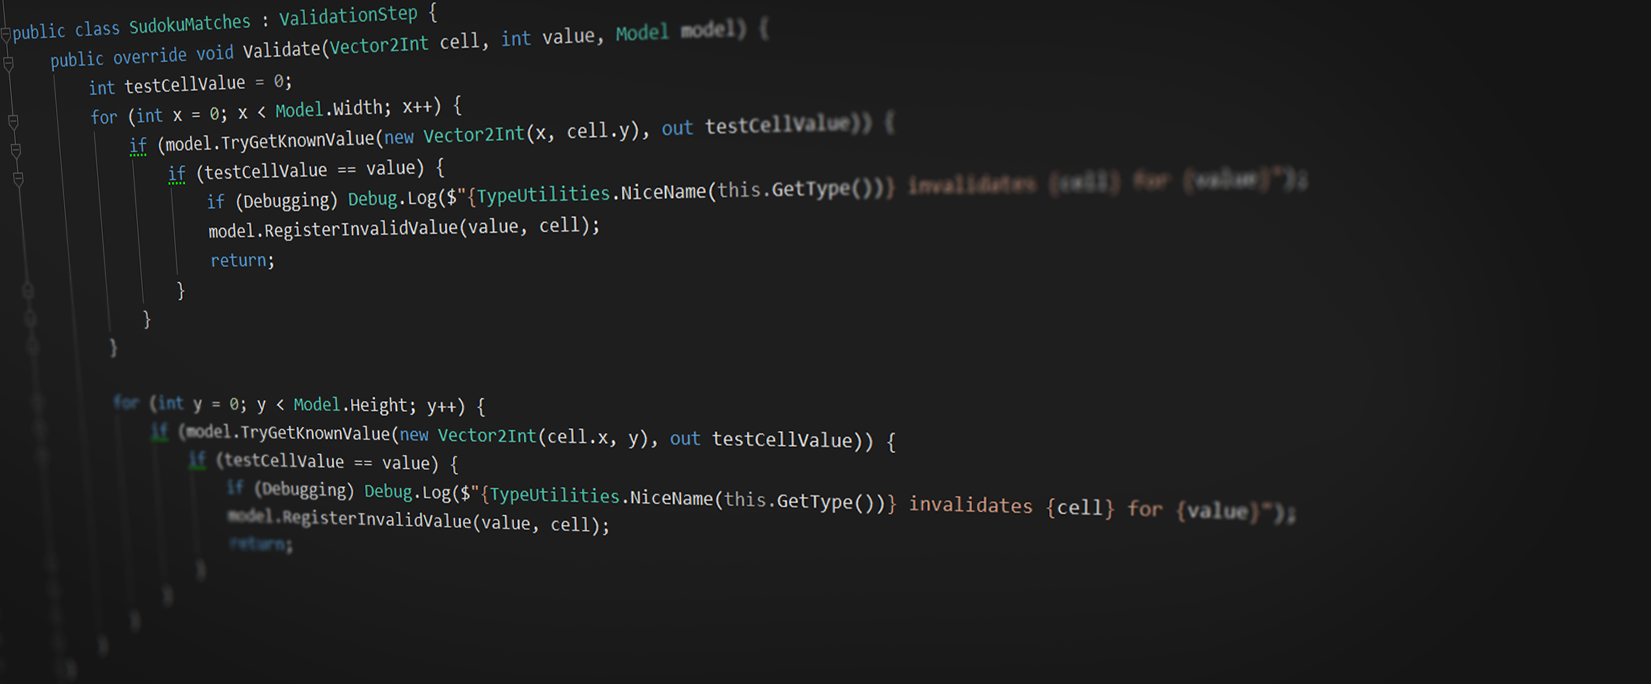 public class SudokuMatches : ValidationStep {
public override void Validate(Vector2Int cell, int value, Model model) {
int testCellValue = 0;
for (int x = 0; x < Model.Width; x++) {
if (model.TryGetKnownValue(new Vector2Int(x, cell.y), out testCellValue)) {
if (testCellValue == value) {
if (Debugging) Debug.Log($"{TypeUtilities.NiceName(this.GetType())} invalidates {cell} for {value}");
model.RegisterInvalidValue(value, cell);
return;
}
}
}
for (int y = 0; y < Model.Height; y++) {
if (model.TryGetKnownValue(new Vector2Int(cell.x, y), out testCellValue)) {
if (testCellValue == value) {
if (Debugging) Debug.Log($"{TypeUtilities.NiceName(this.GetType())} invalidates {cell} for {value}");
model.RegisterInvalidValue(value, cell);
return;
}
}
}
}
}